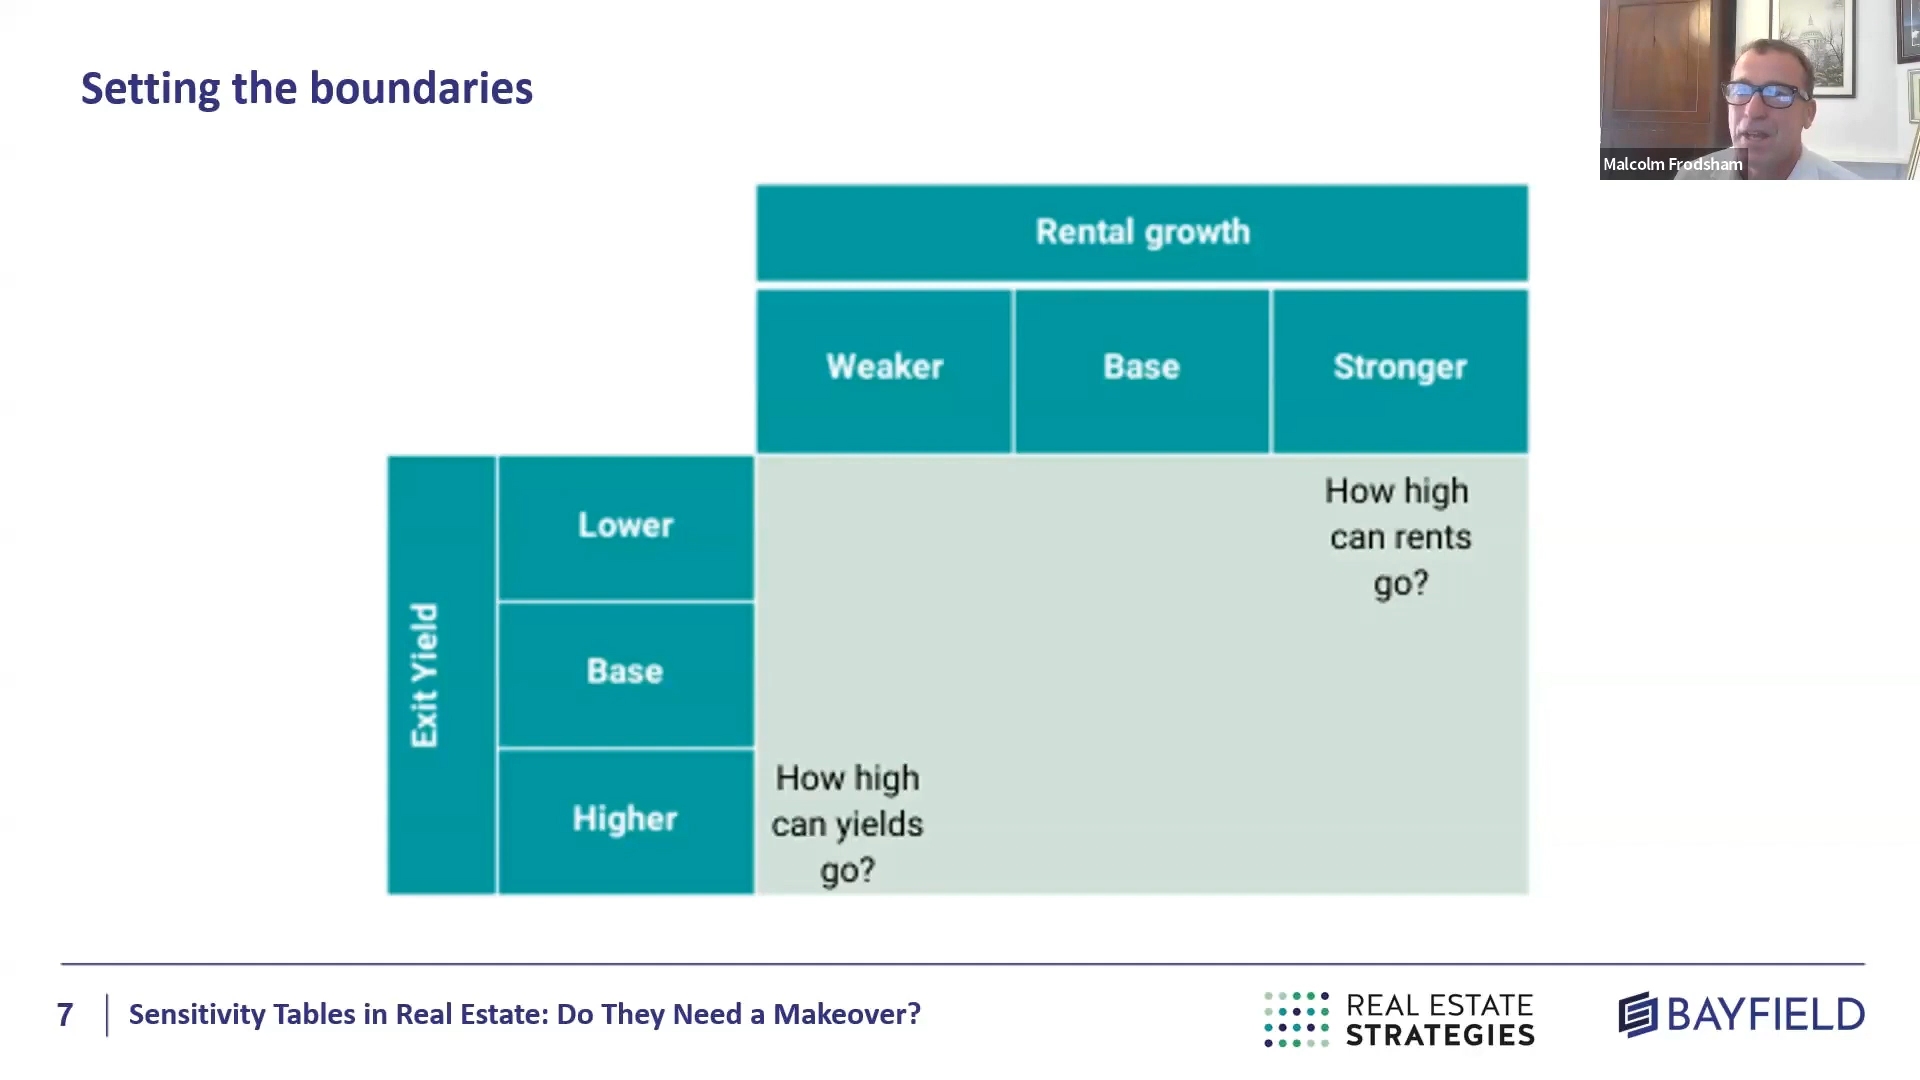 Setting the boundaries
Malcolm Frodsham
Rental growth
Weaker
Base
Stronger
Exit Yield
Lower
How high
can rents
go?
Base
Higher
How high
can yields
go?
7
Sensitivity Tables in Real Estate: Do They Need a Makeover?
REAL ESTATE
STRATEGIES
BAYFIELD